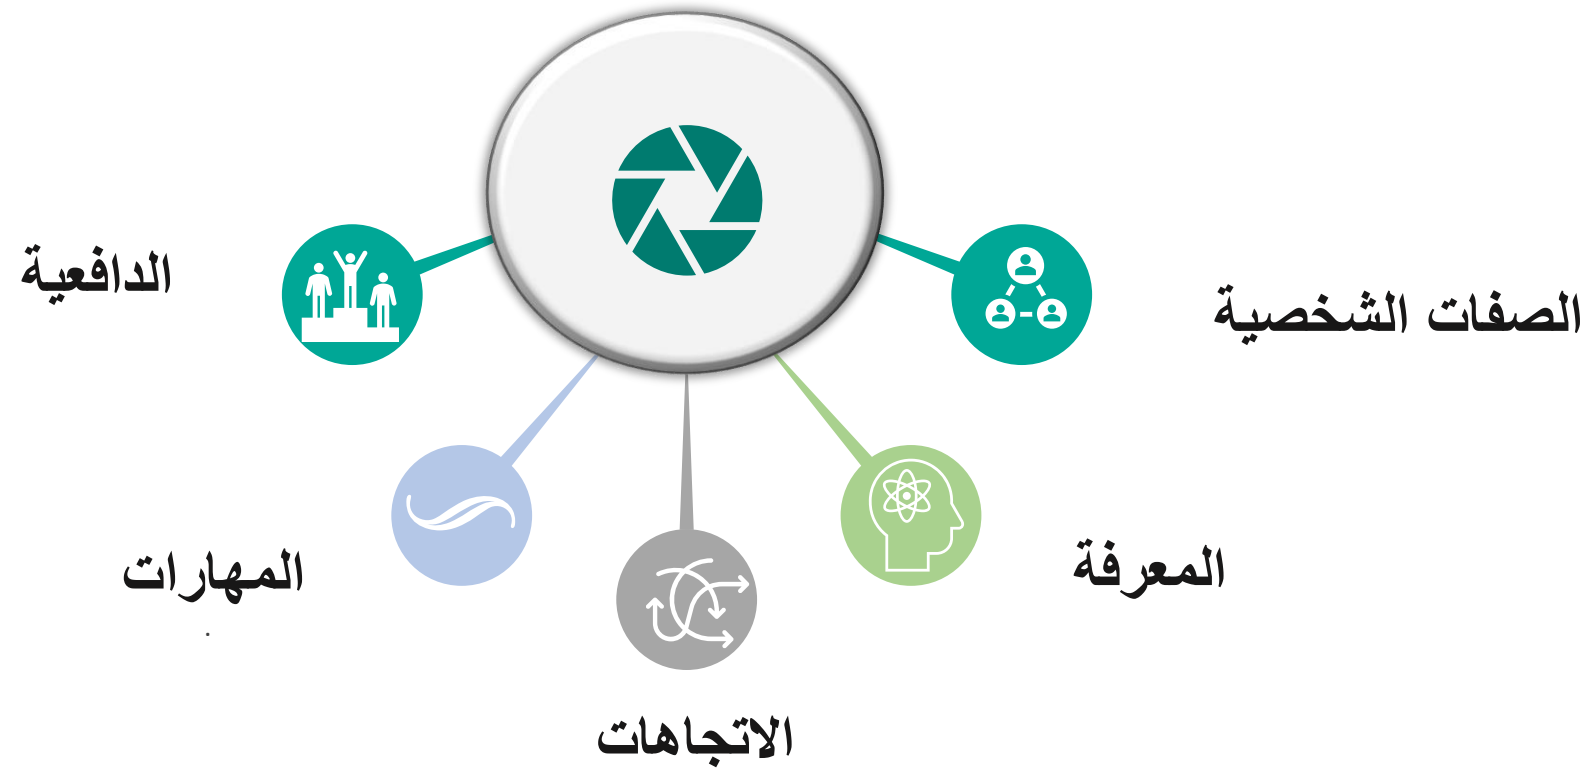 الصفات الشخصية
المعرفة
الاتجاهات
المهارات
.
الدافعية